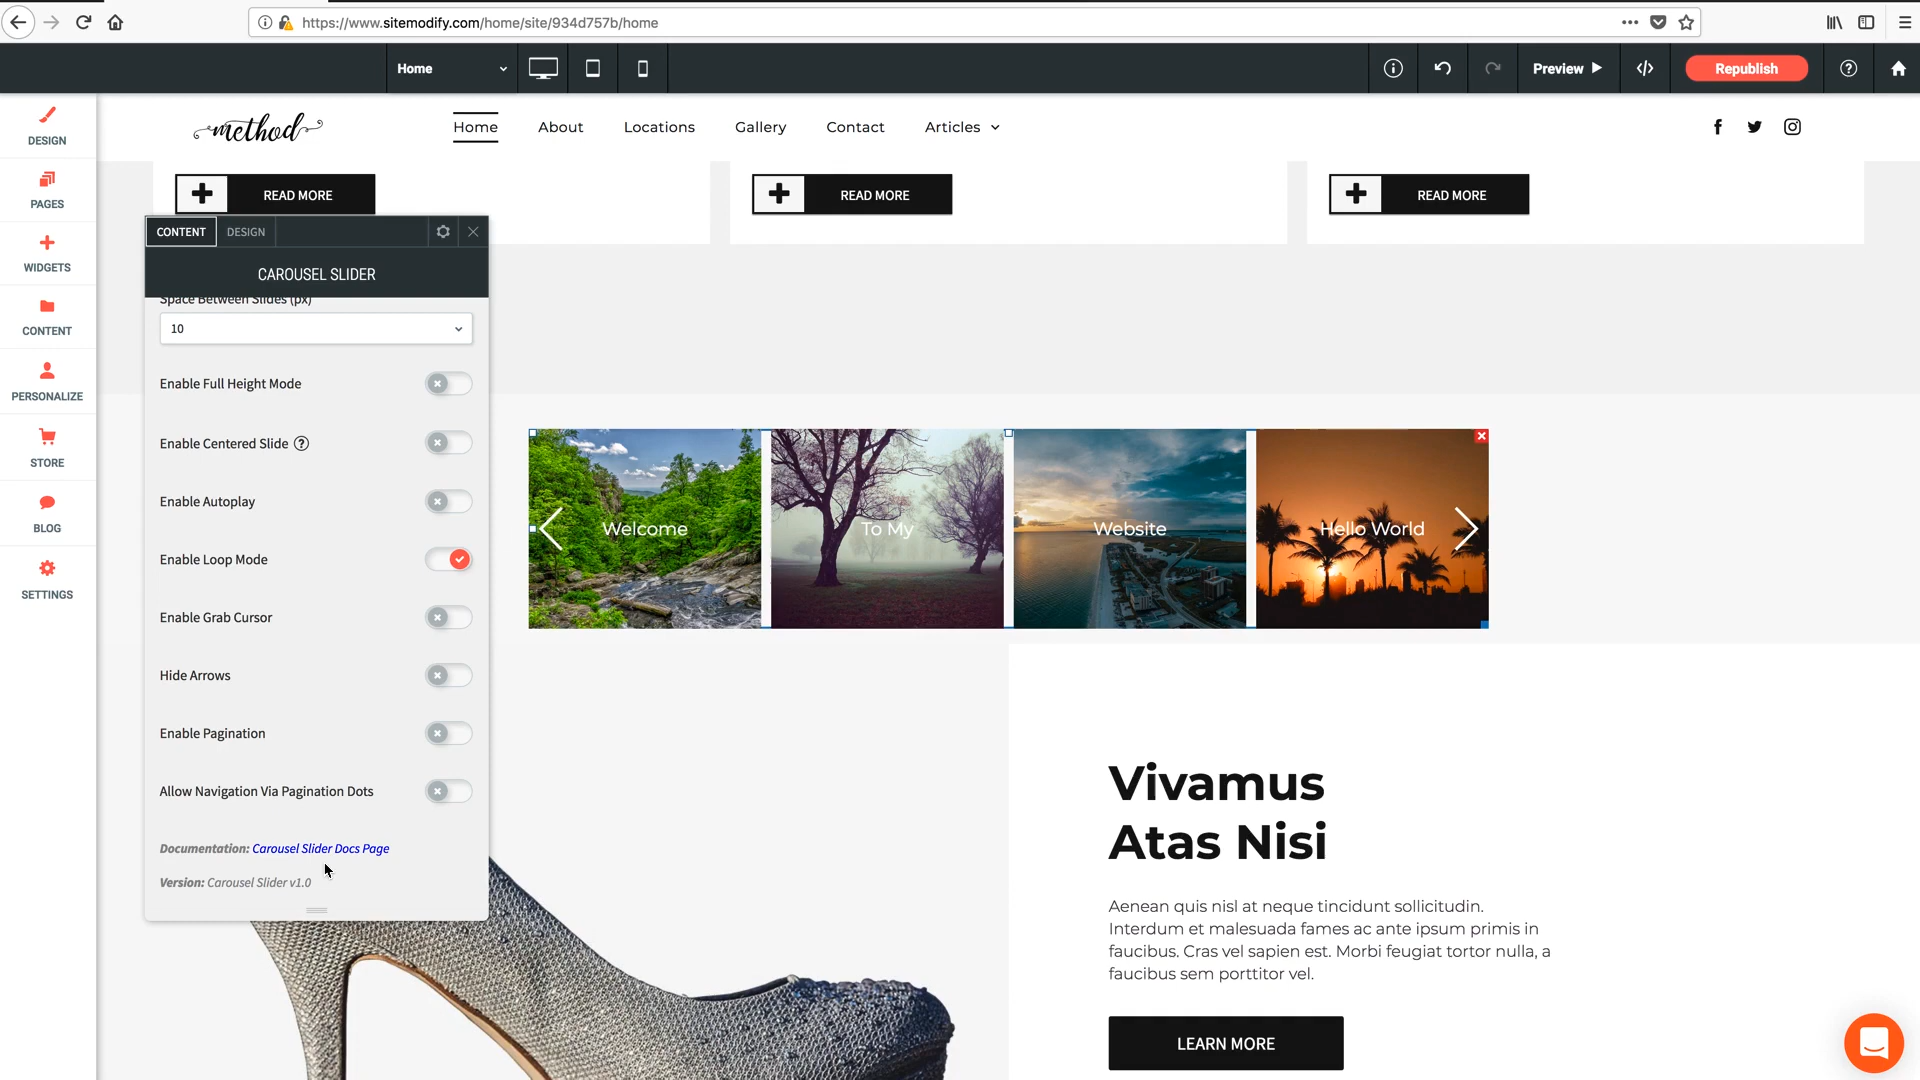 https://www.sitemodify.com/home/site/934d757b/home
Home
Preview
Republish
DESIGN
PAGES
WIDGETS
CONTENT
PERSONALIZE
STORE
BLOG
SETTINGS
method
Home
About
Locations
Gallery
Contact
Articles
READ MORE
READ MORE
READ MORE
CONTENT
DESIGN
CAROUSEL SLIDER
Space Between Slides (px)
10
Enable Full Height Mode
Enable Centered Slide
Enable Autoplay
Enable Loop Mode
Enable Grab Cursor
Hide Arrows
Enable Pagination
Allow Navigation Via Pagination Dots
Documentation: Carousel Slider Docs Page
Version: Carousel Slider v1.0
Welcome
To My
Website
Hello World
Vivamus
Atas Nisi
Aenean quis nisl at neque tincidunt sollicitudin.
Interdum et malesuada fames ac ante ipsum primis in
faucibus. Cras vel sapien est. Morbi feugiat tortor nulla, a
faucibus sem porttitor vel.
LEARN MORE